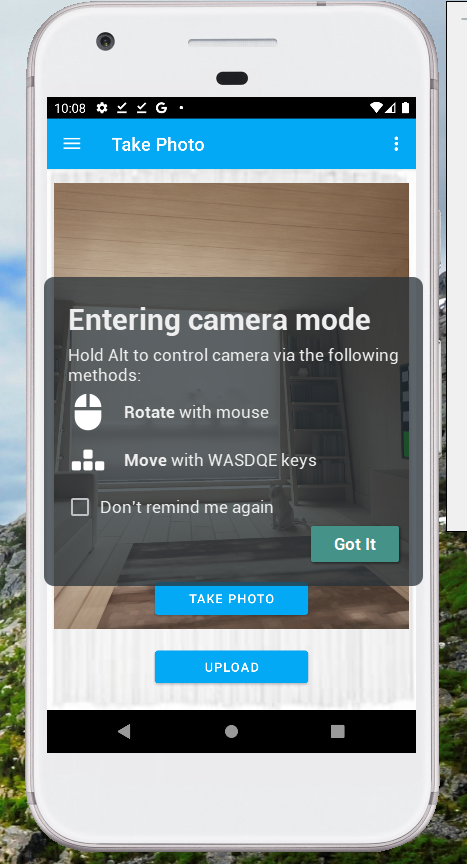 10:08
Take Photo
Entering camera mode
Hold Alt to control camera via the following
methods:
Rotate with mouse
Move with WASDQE keys
Don't remind me again
Got It
TAKE PHOTO
UPLOAD